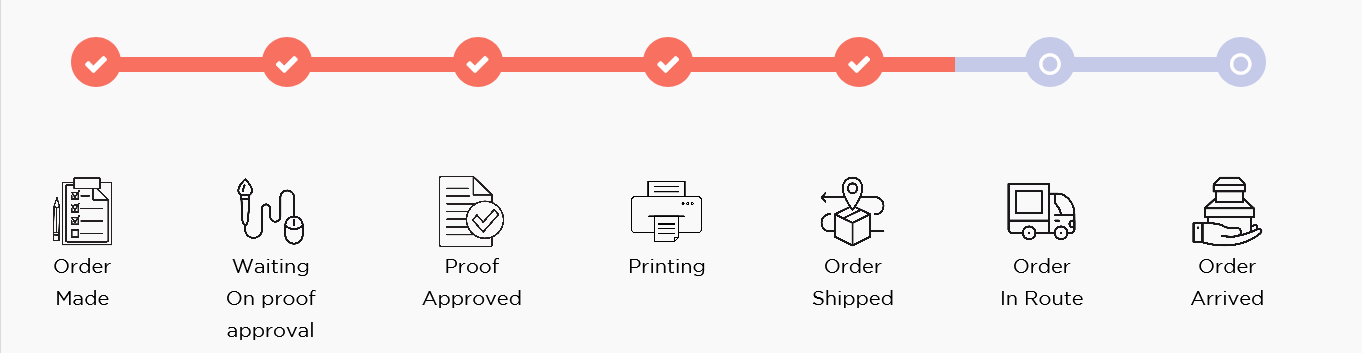 Order
Made
Waiting
On proof
approval
Proof
Approved
Printing
Order
Shipped
Order
In Route
Order
Arrived